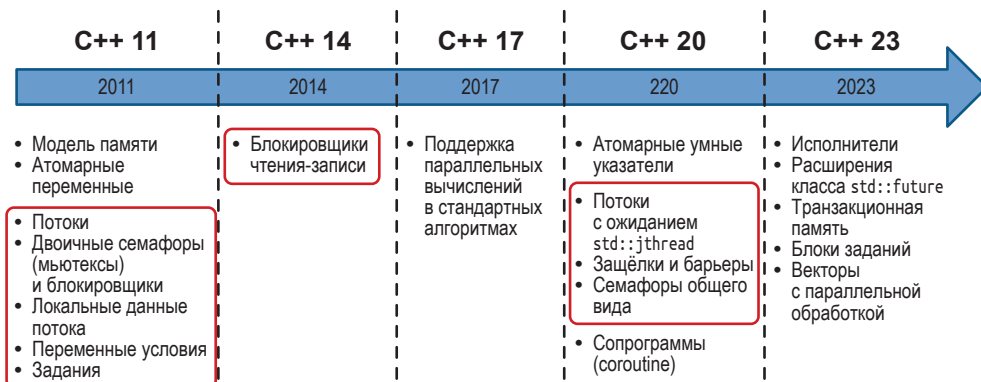 C++ 11
C++ 14
C++ 17
C++ 20
C++ 23
2011
2014
2017
220
2023
• Модель памяти
• Атомарные
переменные
• Потоки
• Двоичные семафоры
(мьютексы)
и блокировщики
• Локальные данные
потока
• Переменные условия
• Задания
• Блокировщики
чтения-записи
• Поддержка
параллельных
вычислений
в стандартных
алгоритмах
• Атомарные умные
указатели
• Потоки
с ожиданием
std::jthread
• Защёлки и барьеры
• Семафоры общего
вида
• Сопрограммы
(coroutine)
• Исполнители
• Расширения
класса std::future
• Транзакционная
память
• Блоки заданий
• Векторы
с параллельной
обработкой